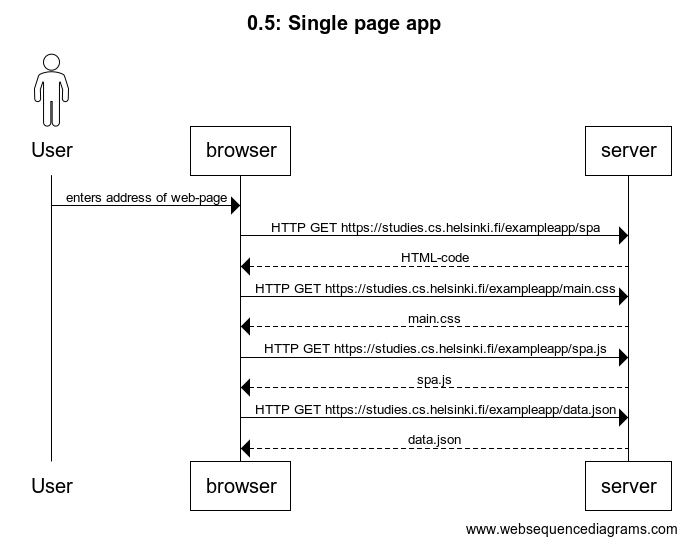 0.5: Single page app
User
browser
server
enters address of web-page
HTTP GET https://studies.cs.helsinki.fi/exampleapp/spa
HTML-code
HTTP GET https://studies.cs.helsinki.fi/exampleapp/main.css
main.css
HTTP GET https://studies.cs.helsinki.fi/exampleapp/spa.js
spa.js
HTTP GET https://studies.cs.helsinki.fi/exampleapp/data.json
data.json
User
browser
server
www.websequencediagrams.com